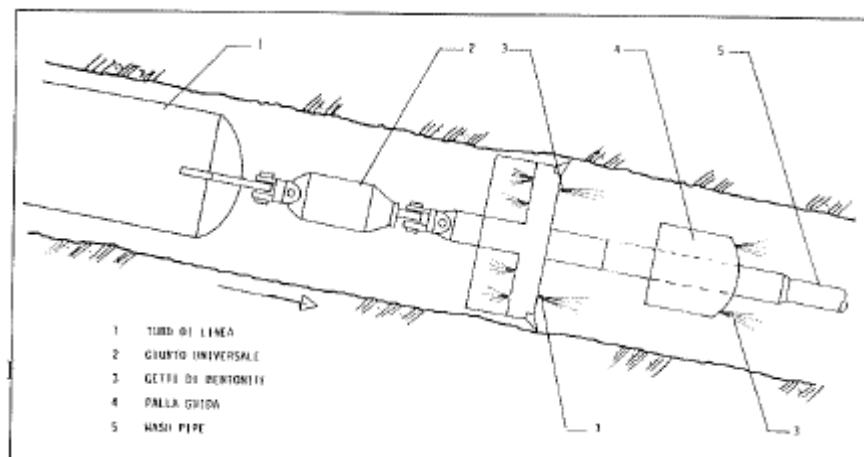 1
2
3
4
5
1 TUBO DI LINEA
2 GIUNTO UNIVERSALE
3 GETTI DI BENTONITE
4 PALLA GUIDA
5 WASH PIPE
3